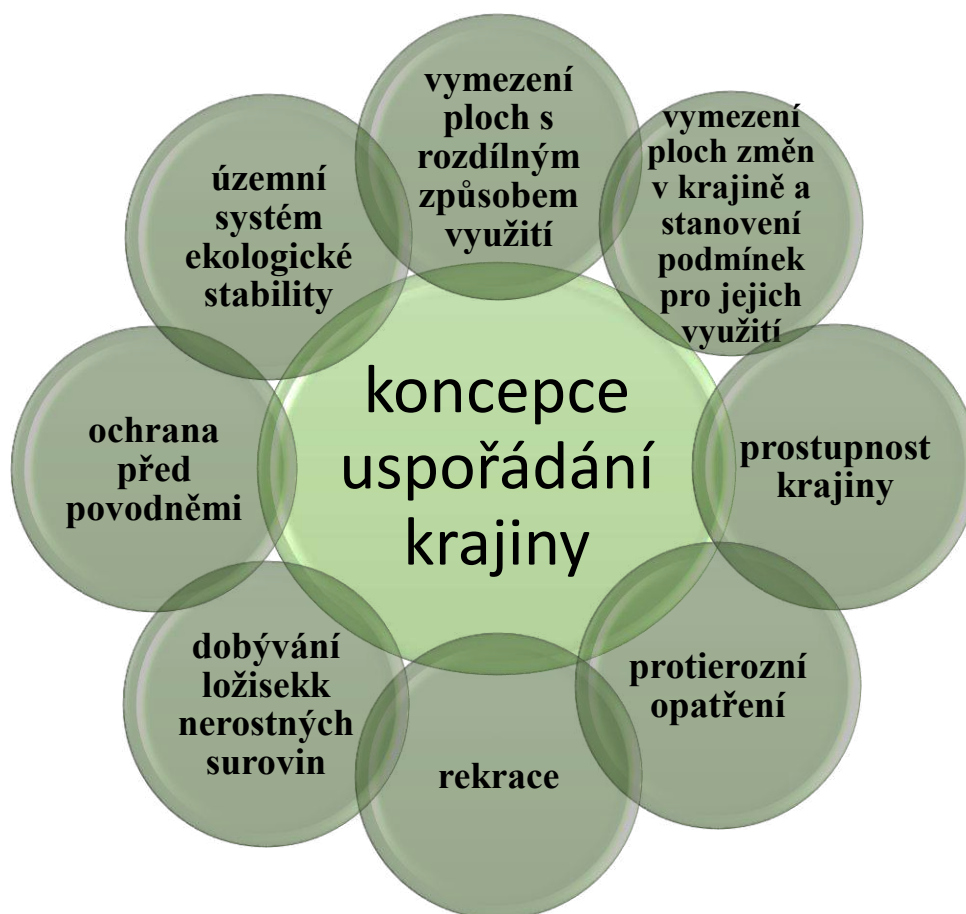 vymezení
ploch s
rozdílným
způsobem
využití
vymezení
ploch změn
v krajině a
stanovení
podmínek
pro jejich
využití
prostupnost
krajiny
protierozní
opatření
rekrace
dobývání
ložisekk
nerostných
surovin
ochrana
před
povodněmi
územní
systém
ekologické
stability
koncepce
uspořádání
krajiny